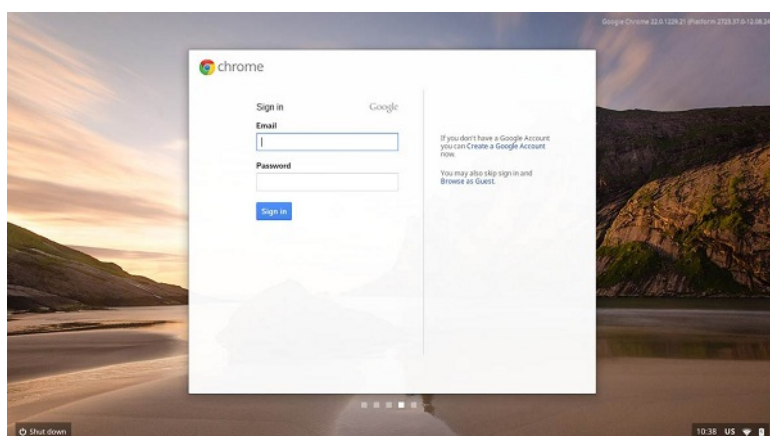 Google Chrome 22.0.1229.21 (Platform 2723.37.0-12.08.24
chrome
Sign in
Google
Email
Password
Sign in
If you don't have a Google Account
you can Create a Google Account
now.
You may also skip sign in and
Browse as Guest.
Shut down
10:38 US